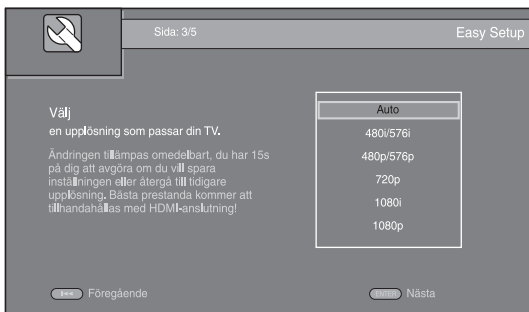 Sida: 3/5
Easy Setup
Välj
en upplösning som passar din TV.
Ändringen tillämpas omedelbart, du har 15s
på dig att avgöra om du vill spara
inställningen eller återgå till tidigare
upplösning. Bästa prestanda kommer att
tillhandahållas med HDMI-anslutning!
Auto
480i/576i
480p/576p
720p
1080i
1080p
Föregående
ENTER Nästa